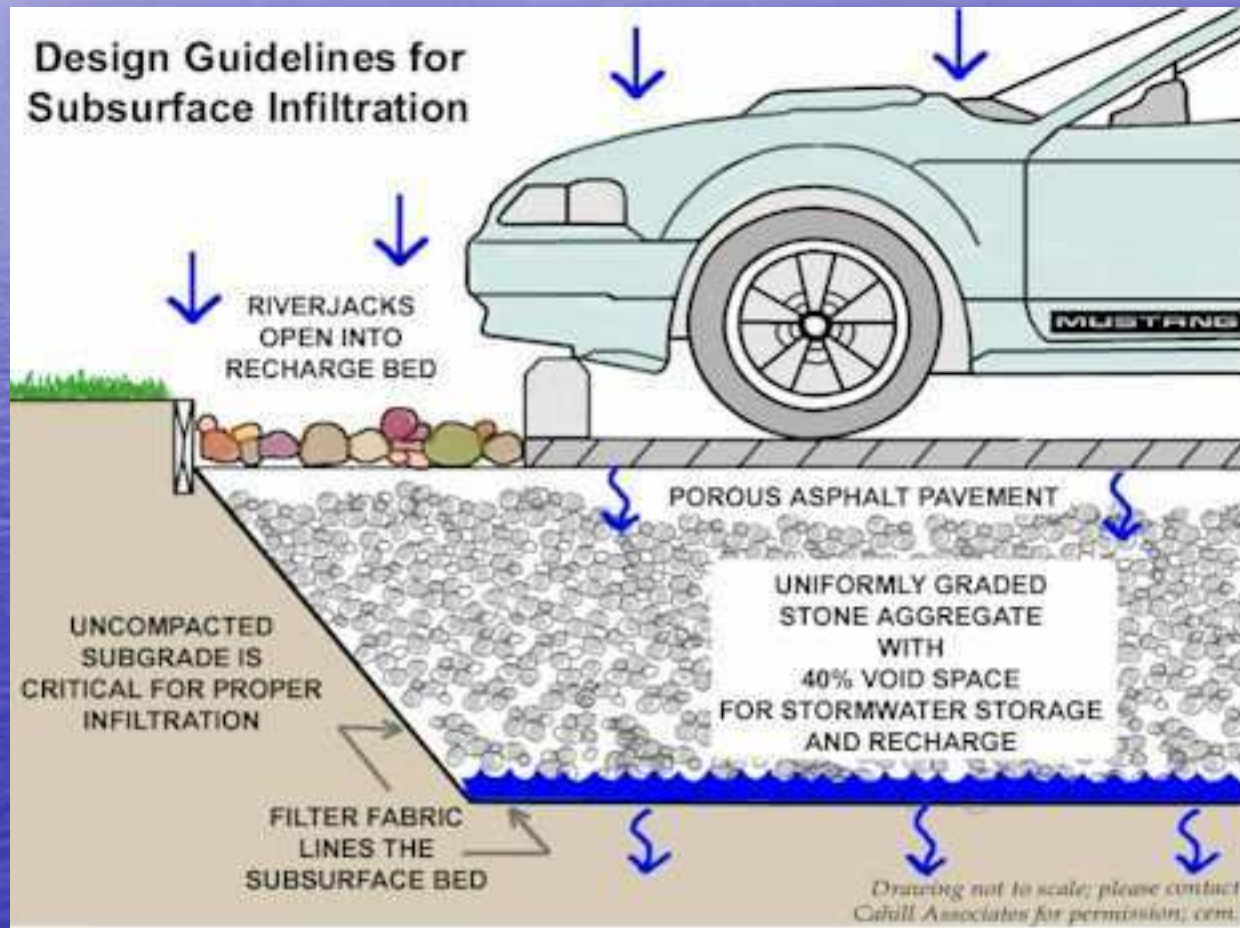 Design Guidelines for
Subsurface Infiltration
RIVERJACKS
OPEN INTO
RECHARGE BED
MUSTANG
POROUS ASPHALT PAVEMENT
UNIFORMLY GRADED
STONE AGGREGATE
WITH
40% VOID SPACE
FOR STORMWATER STORAGE
AND RECHARGE
UNCOMPACTED
SUBGRADE IS
CRITICAL FOR PROPER
INFILTRATION
FILTER FABRIC
LINES THE
SUBSURFACE BED
Drawing not to scale; please contact
Cahill Associates for permission; cem.